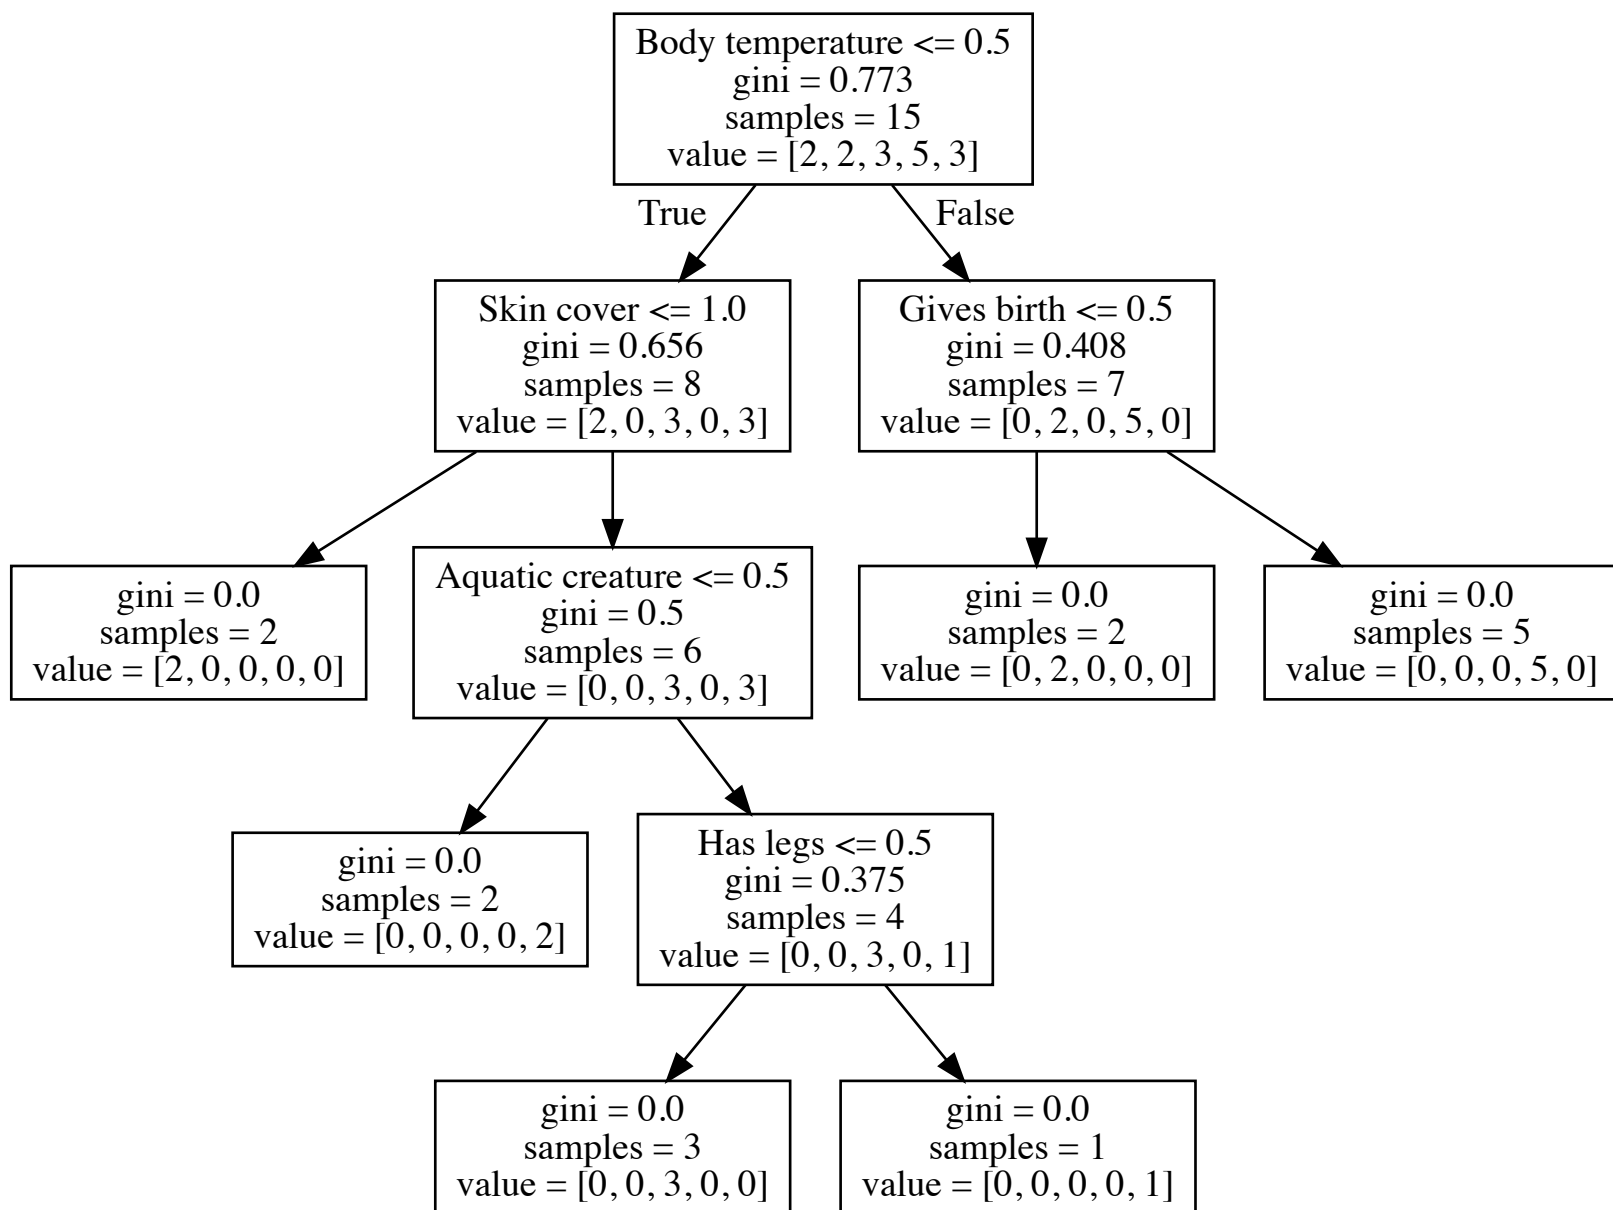 Body temperature <= 0.5
gini = 0.773
samples = 15
value = [2, 2, 3, 5, 3]
True
False
Skin cover <= 1.0
gini = 0.656
samples = 8
value = [2, 0, 3, 0, 3]
Gives birth <= 0.5
gini = 0.408
samples = 7
value = [0, 2, 0, 5, 0]
gini = 0.0
samples = 2
value = [2, 0, 0, 0, 0]
Aquatic creature <= 0.5
gini = 0.5
samples = 6
value = [0, 0, 3, 0, 3]
gini = 0.0
samples = 2
value = [0, 2, 0, 0, 0]
gini = 0.0
samples = 5
value = [0, 0, 0, 5, 0]
gini = 0.0
samples = 2
value = [0, 0, 0, 0, 2]
Has legs <= 0.5
gini = 0.375
samples = 4
value = [0, 0, 3, 0, 1]
gini = 0.0
samples = 3
value = [0, 0, 3, 0, 0]
gini = 0.0
samples = 1
value = [0, 0, 0, 0, 1]